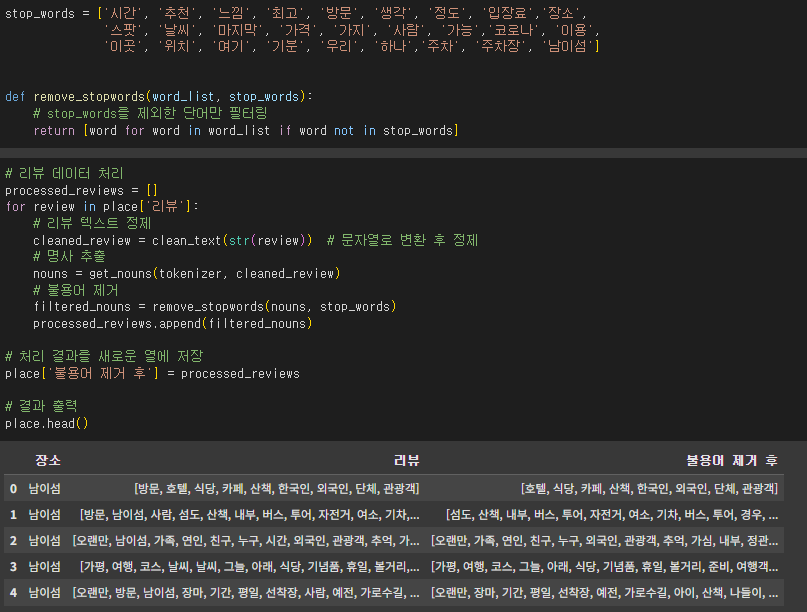 stop_words = ['시간', '추천', '느낌', '최고', '방문', '생각', '정도', '입장료','장소',
'스팟', '날씨', '마지막', '가격', '가지', '사람', '가능','코로나', '이용',
'이곳', '위치', '여기', '기분', '우리', '하나','주차', '주차장', '남이섬']
def remove_stopwords(word_list, stop_words):
# stop_words을 제외한 단어만 필터링
return [word for word in word_list if word not in stop_words]
# 리뷰 데이터 처리
processed_reviews = []
for review in place['리뷰']:
# 리뷰 텍스트 정제
cleaned_review = clean_text(str(review)) # 문자열로 변환 후 정제
# 명사 추출
nouns = get_nouns(tokenizer, cleaned_review)
# 불용어 제거
filtered_nouns = remove_stopwords(nouns, stop_words)
processed_reviews.append(filtered_nouns)
# 처리 결과를 새로운 열에 저장
place['불용어 제거 후'] = processed_reviews
# 결과 출력
place.head()
장소 리뷰 불용어 제거 후
0 남이섬 [방문, 호텔, 식당, 카페, 산책, 한국인, 외국인, 단체, 관광객] [호텔, 식당, 카페, 산책, 한국인, 외국인, 단체, 관광객]
1 남이섬 [방문, 남이섬, 사람, 섬도, 산책, 내부, 버스, 투어, 자전거, 여소, 기차,... [섬도, 산책, 내부, 버스, 투어, 자전거, 여소, 기차, 버스, 투어, 경우, ...
2 남이섬 [오랜만, 남이섬, 가족, 연인, 친구, 누구, 시간, 외국인, 관광객, 추억, 가... [오랜만, 가족, 연인, 친구, 누구, 외국인, 관광객, 추억, 가심, 내부, 정관...
3 남이섬 [가평, 여행, 코스, 날씨, 날씨, 그늘, 아래, 식당, 기념품, 휴일, 볼거리,... [가평, 여행, 코스, 그늘, 아래, 식당, 기념품, 휴일, 볼거리, 준비, 여행객...
4 남이섬 [오랜만, 방문, 남이섬, 장마, 기간, 평일, 선착장, 사람, 예전, 가로수길, ... [오랜만, 장마, 기간, 평일, 선착장, 예전, 가로수길, 아이, 산책, 나들이, ...